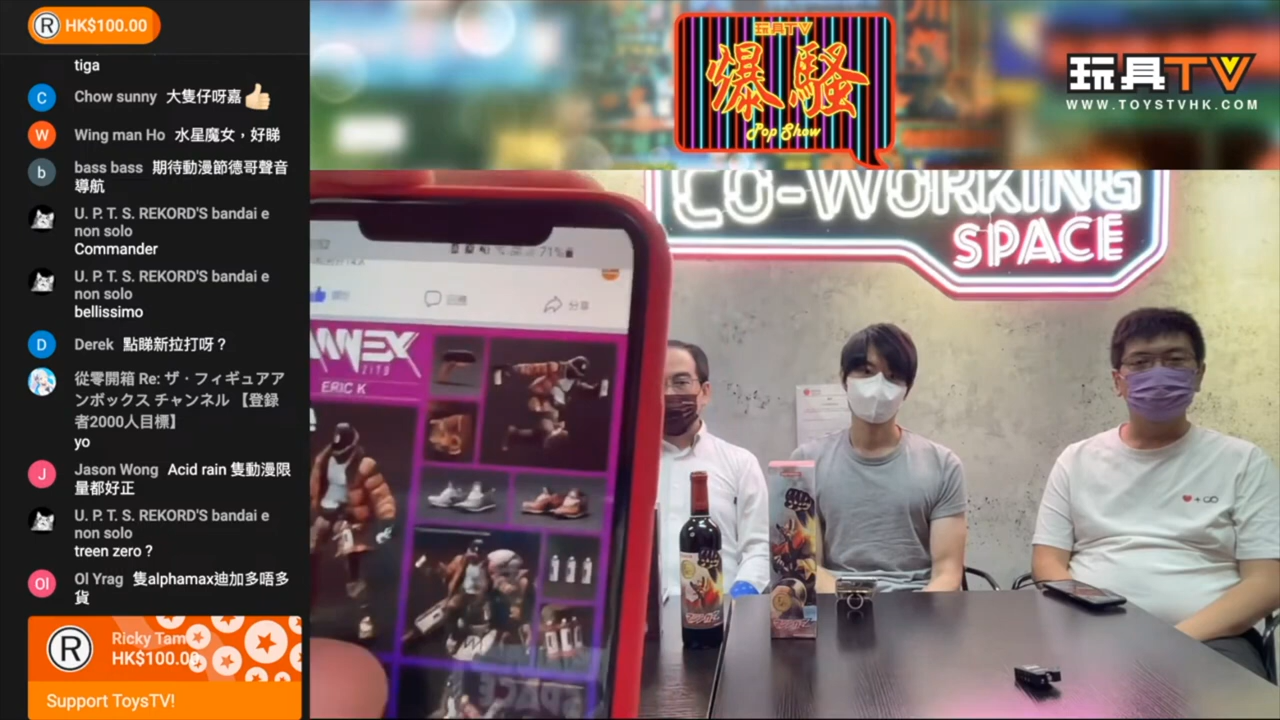 HK$100.00
tiga
Chow sunny 大隻仔呀嘉
Wing man Ho 水星魔女，好睇
bass bass 期待動漫節德哥聲音
導航
U. P. T. S. REKORD'S bandai e
non solo
Commander
U. P. T. S. REKORD'S bandai e
non solo
bellissimo
Derek 點睇新拉打呀？
從零開箱 Re: ザ・フィギュアア
ンボックス チャンネル 【登録
者2000人目標】
yo
Jason Wong Acid rain 隻動漫限
量都好正
U. P. T. S. REKORD'S bandai e
non solo
treen zero ?
Ol Yrag 隻alphamax迪加多唔多
貨
Ricky Tam
HK$100.00
Support ToysTV!
玩具TV
爆騷
Pop Show
玩具TV
WWW.TOYSTVHK.COM
CO-WORKING
SPACE
71%
分享
ERIC K